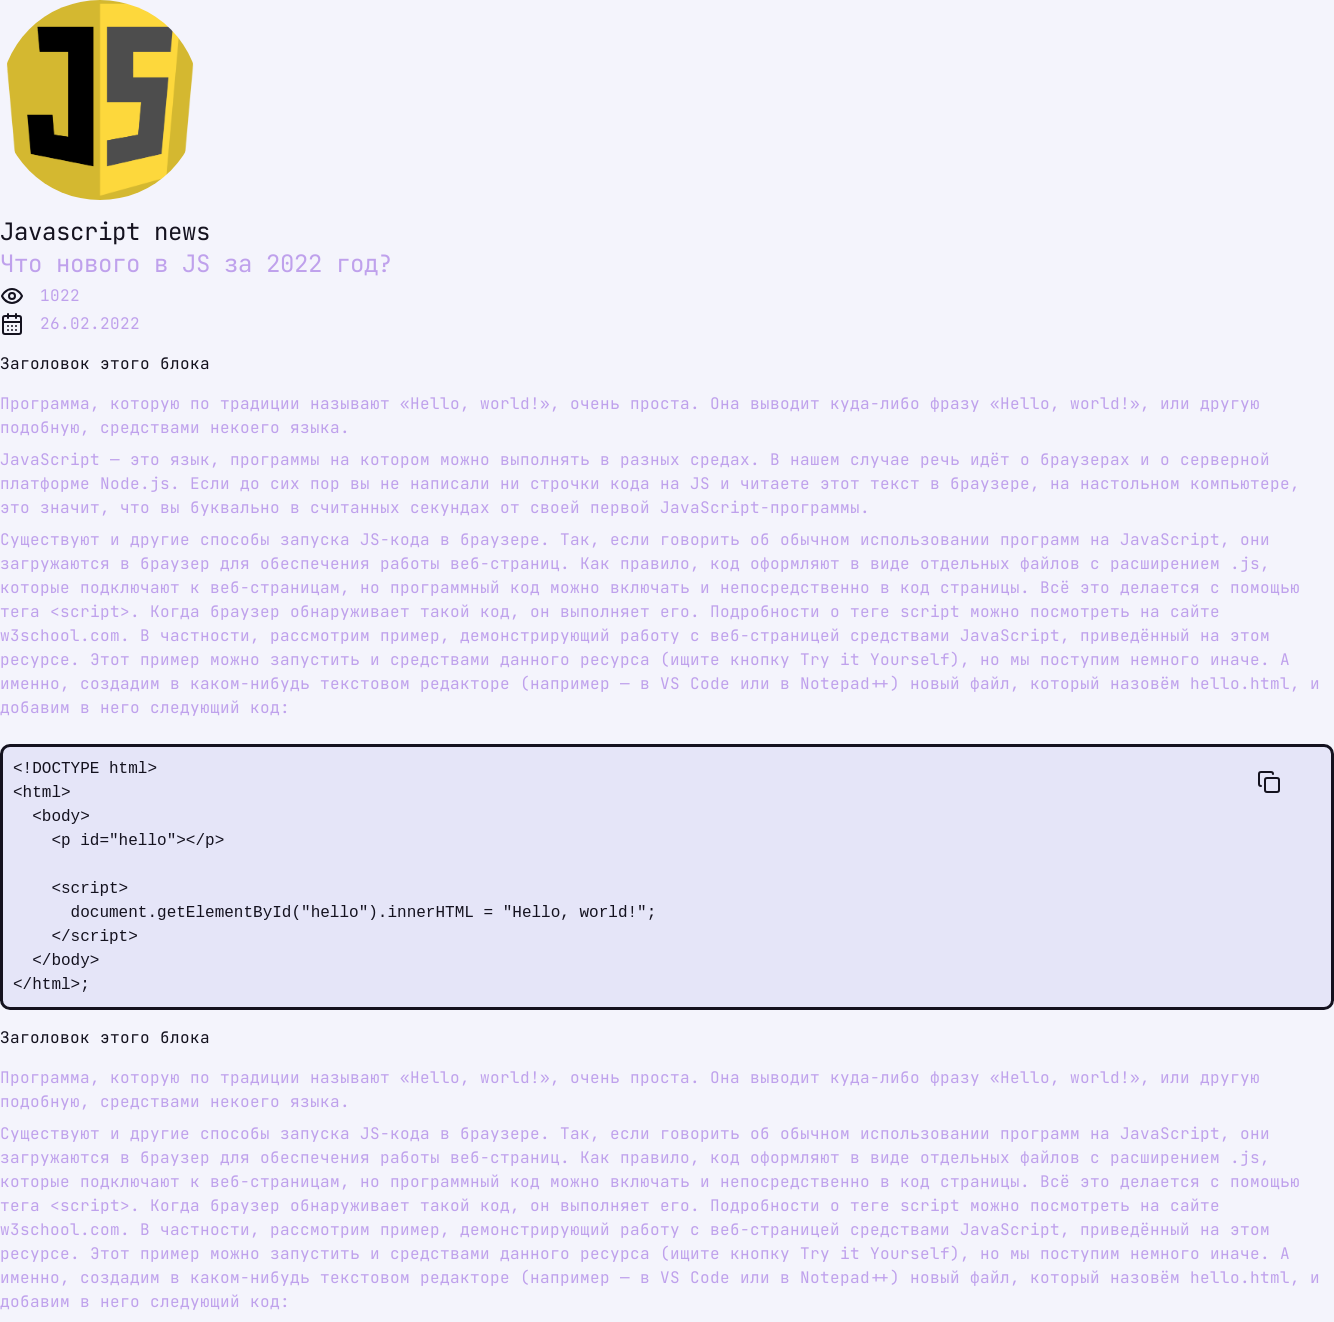 JS
Javascript news
Что нового в JS за 2022 год?
1022
26.02.2022
Заголовок этого блока
Программа, которую по традиции называют «Hello, world!», очень проста. Она выводит куда-либо фразу «Hello, world!», или другую
подобную, средствами некоего языка.
JavaScript — это язык, программы на котором можно выполнять в разных средах. В нашем случае речь идёт о браузерах и о серверной
платформе Node.js. Если до сих пор вы не написали ни строчки кода на JS и читаете этот текст в браузере, на настольном компьютере,
это значит, что вы буквально в считанных секундах от своей первой JavaScript-программы.
Существуют и другие способы запуска JS-кода в браузере. Так, если говорить об обычном использовании программ на JavaScript, они
загружаются в браузер для обеспечения работы веб-страниц. Как правило, код оформляют в виде отдельных файлов с расширением .js,
которые подключают к веб-страницам, но программный код можно включать и непосредственно в код страницы. Всё это делается с помощью
тега <script>. Когда браузер обнаруживает такой код, он выполняет его. Подробности о теге script можно посмотреть на сайте
w3school.com. В частности, рассмотрим пример, демонстрирующий работу с веб-страницей средствами JavaScript, приведённый на этом
ресурсе. Этот пример можно запустить и средствами данного ресурса (ищите кнопку Try it Yourself), но мы поступим немного иначе. А
именно, создадим в каком-нибудь текстовом редакторе (например — в VS Code или в Notepad++) новый файл, который назовём hello.html, и
добавим в него следующий код:
<!DOCTYPE html>
<html>
  <body>
    <p id="hello"></p>
    <script>
      document.getElementById("hello").innerHTML = "Hello, world!";
    </script>
  </body>
</html>;
Заголовок этого блока
Программа, которую по традиции называют «Hello, world!», очень проста. Она выводит куда-либо фразу «Hello, world!», или другую
подобную, средствами некоего языка.
Существуют и другие способы запуска JS-кода в браузере. Так, если говорить об обычном использовании программ на JavaScript, они
загружаются в браузер для обеспечения работы веб-страниц. Как правило, код оформляют в виде отдельных файлов с расширением .js,
которые подключают к веб-страницам, но программный код можно включать и непосредственно в код страницы. Всё это делается с помощью
тега <script>. Когда браузер обнаруживает такой код, он выполняет его. Подробности о теге script можно посмотреть на сайте
w3school.com. В частности, рассмотрим пример, демонстрирующий работу с веб-страницей средствами JavaScript, приведённый на этом
ресурсе. Этот пример можно запустить и средствами данного ресурса (ищите кнопку Try it Yourself), но мы поступим немного иначе. А
именно, создадим в каком-нибудь текстовом редакторе (например — в VS Code или в Notepad++) новый файл, который назовём hello.html, и
добавим в него следующий код: